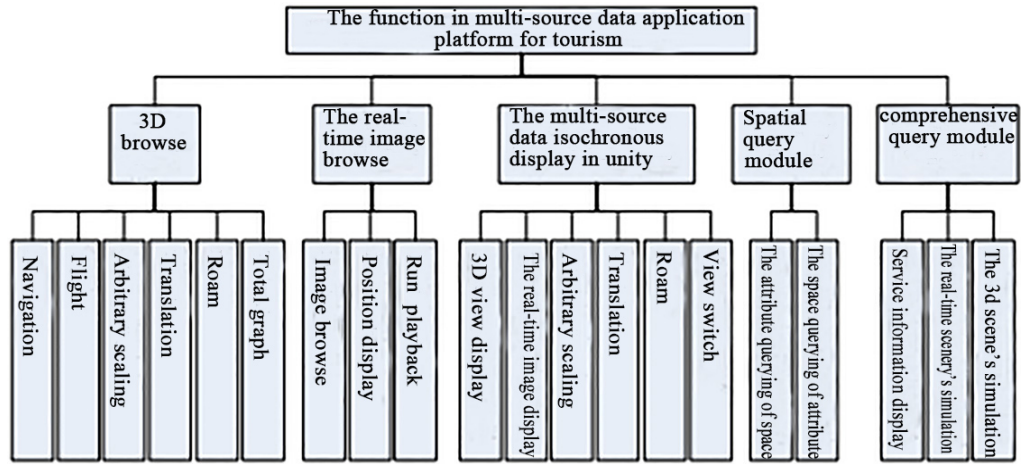 The function in multi-source data application
platform for tourism
3D
browse
The real-
time image
browse
The multi-source
data isochronous
display in unity
Spatial
query
module
comprehensive
query module
Navigation
Flight
Arbitrary scaling
Translation
Roam
Total graph
Image browse
Position display
Run playback
3D view display
The real-time image display
Arbitrary scaling
Translation
Roam
View switch
The attribute querying of space
The space querying of attribute
Service information display
The real-time scenery's simulation
The 3d scene's simulation